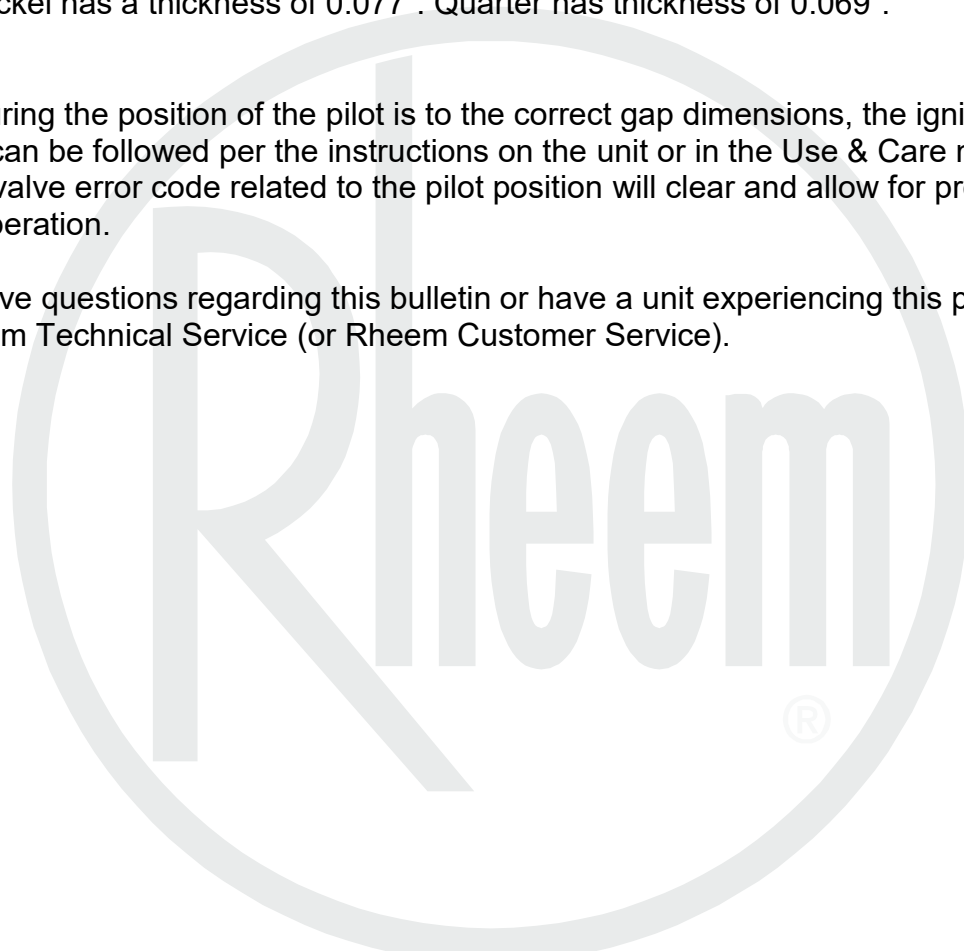 ckel has a thickness of 0.077". Quarter has thickness of 0.069".
uring the position of the pilot is to the correct gap dimensions, the igni
can be followed per the instructions on the unit or in the Use & Care
valve error code related to the pilot position will clear and allow for pr
peration.
ve questions regarding this bulletin or have a unit experiencing this p
m Technical Service (or Rheem Customer Service).
Rheem
®